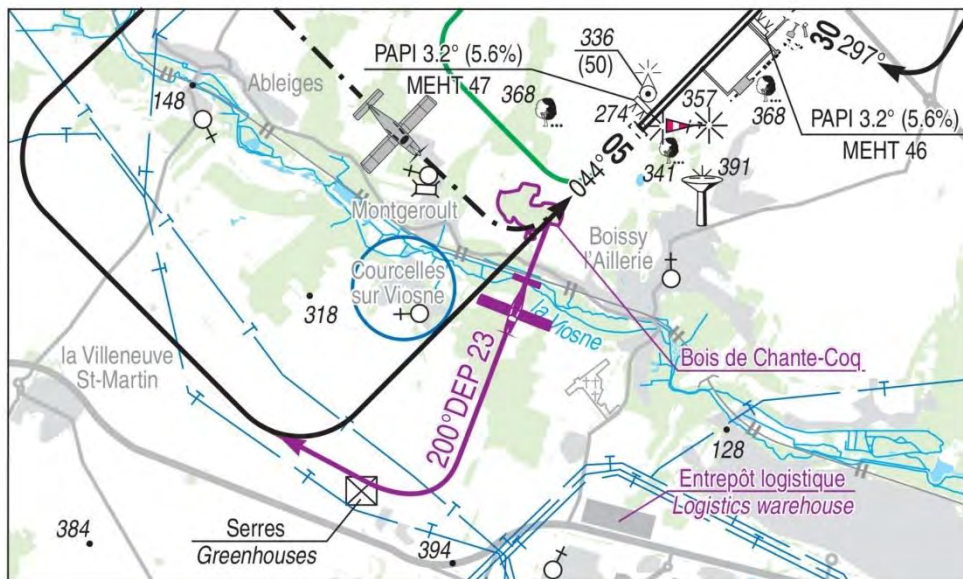 30
297°
336
(50)
PAPI 3.2° (5.6%)
MEHT 47
Ableiges
148
368
274
357
368
PAPI 3.2° (5.6%)
MEHT 46
05
044°
341
391
Montgeroult
Boissy
l'Aillerie
Courcelles
sur Viosne
318
la Viosne
la Villeneuve
St-Martin
Bois de Chante-Coq
200°DEP 23
128
Entrepôt logistique
Logistics warehouse
Serres
Greenhouses
384
394